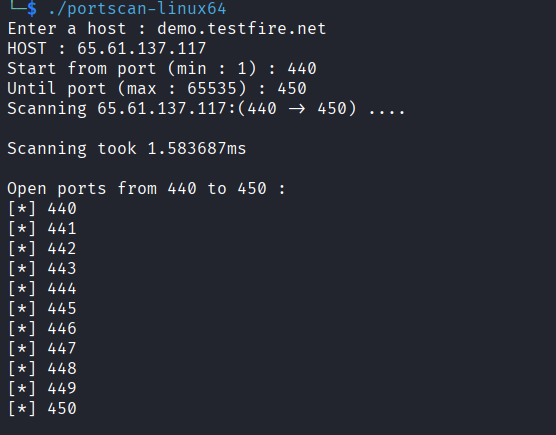 └─$ ./portscan-linux64
Enter a host : demo.testfire.net
HOST : 65.61.137.117
Start from port (min : 1) : 440
Until port (max : 65535) : 450
Scanning 65.61.137.117:(440 → 450) ....
Scanning took 1.583687ms
Open ports from 440 to 450 :
[*] 440
[*] 441
[*] 442
[*] 443
[*] 444
[*] 445
[*] 446
[*] 447
[*] 448
[*] 449
[*] 450